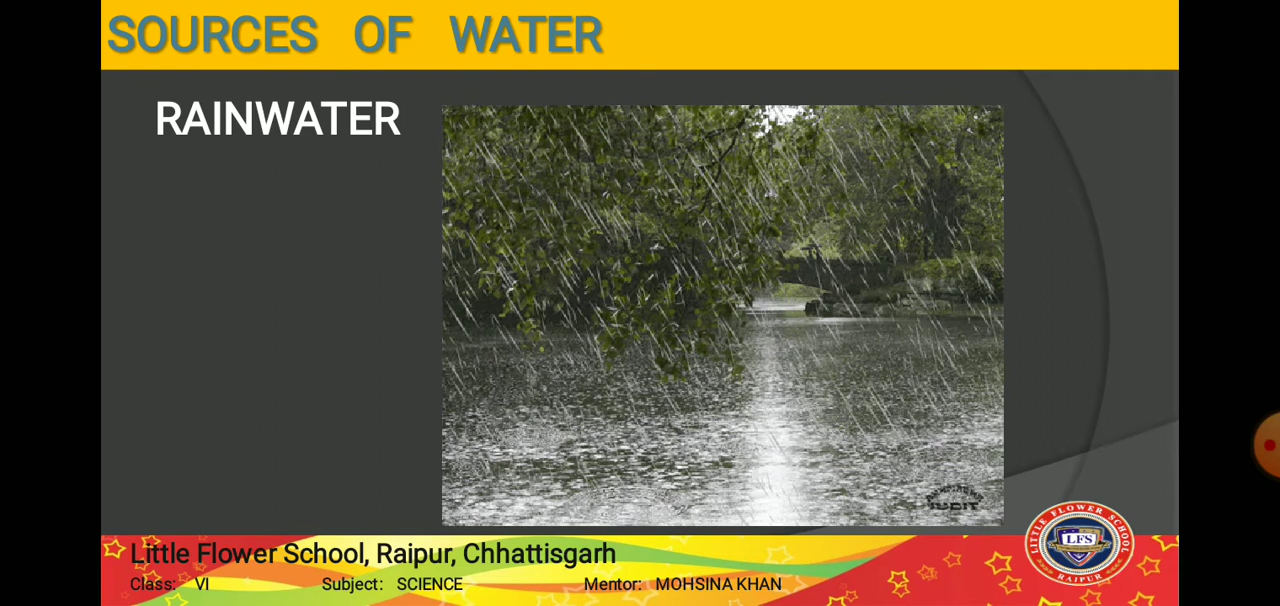 SOURCES OF WATER
RAINWATER
Little Flower School, Raipur, Chhattisgarh
Class: VI Subject: SCIENCE Mentor: MOHSINA KHAN
LITTLE FLOWER SCHOOL
LFS
RAIPUR